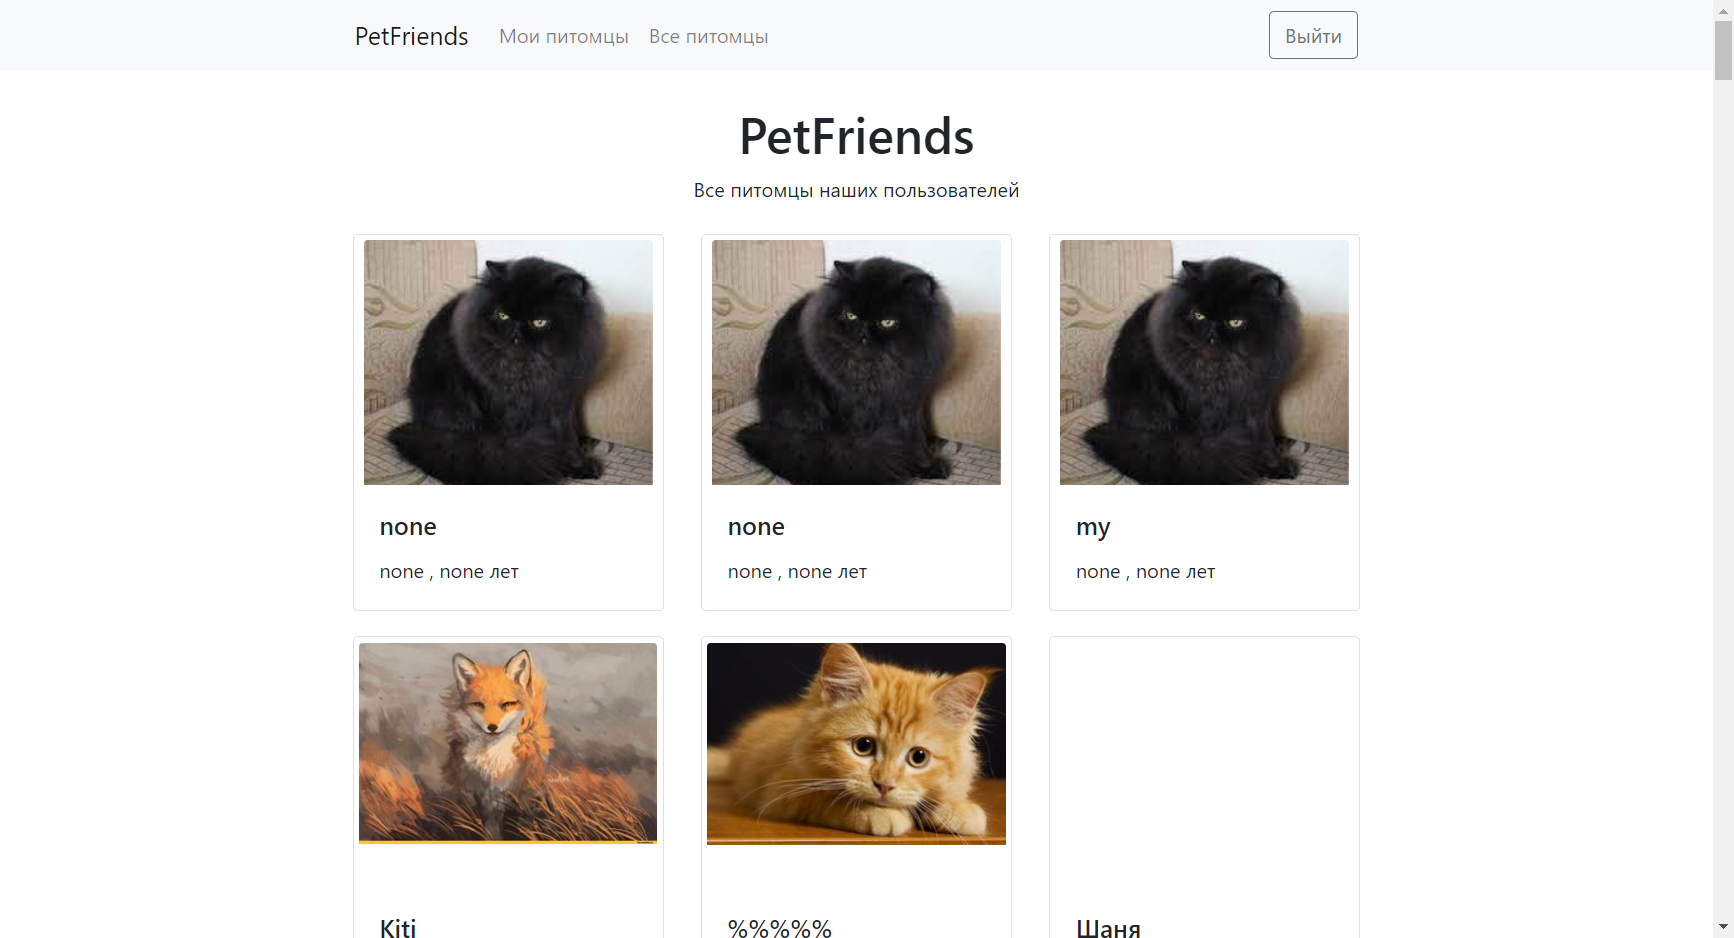 PetFriends Мои питомцы Все питомцы Выйти
PetFriends
Все питомцы наших пользователей
none none my
none , none лет none , none лет none , none лет
Kiti %%%%% Шаня